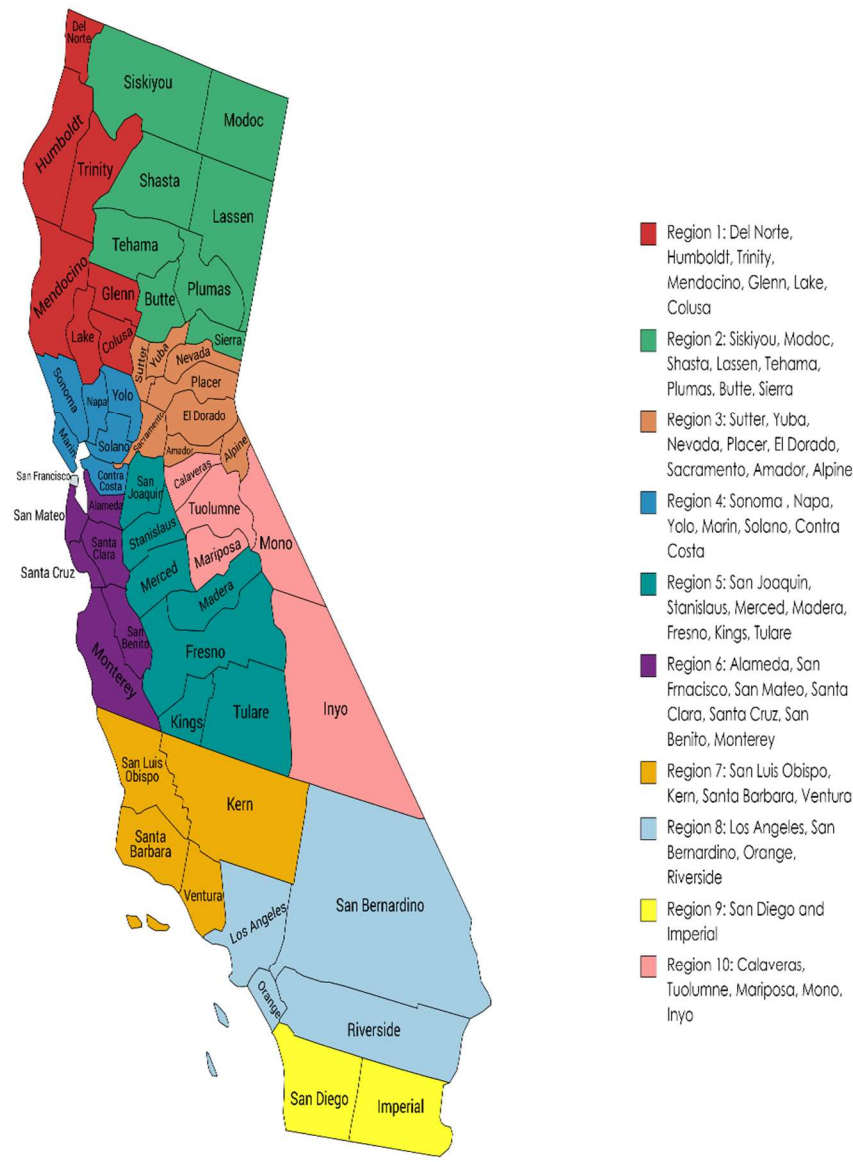 Del
Norte
Siskiyou
Modoc
Humboldt
Trinity
Shasta
Lassen
Tehama
Mendocino
Glenn
Butte
Plumas
Lake
Colusa
Sierra
Sutter
Yuba
Nevada
Placer
Sonoma
Napa
Yolo
El Dorado
Sacramento
Marin
Solano
Amador
Alpine
San Francisco
Contra
Costa
San
Joaquin
Calaveras
Alameda
Tuolumne
San Mateo
Santa
Clara
Stanislaus
Mariposa
Mono
Santa Cruz
Merced
Madera
San
Benito
Fresno
Monterey
Kings
Tulare
Inyo
San Luis
Obispo
Kern
Santa
Barbara
Ventura
Los Angeles
San Bernardino
Orange
Riverside
San Diego
Imperial
Region 1: Del Norte,
Humboldt, Trinity,
Mendocino, Glenn, Lake,
Colusa
Region 2: Siskiyou, Modoc,
Shasta, Lassen, Tehama,
Plumas, Butte, Sierra
Region 3: Sutter, Yuba,
Nevada, Placer, El Dorado,
Sacramento, Amador, Alpine
Region 4: Sonoma , Napa,
Yolo, Marin, Solano, Contra
Costa
Region 5: San Joaquin,
Stanislaus, Merced, Madera,
Fresno, Kings, Tulare
Region 6: Alameda, San
Frnacisco, San Mateo, Santa
Clara, Santa Cruz, San
Benito, Monterey
Region 7: San Luis Obispo,
Kern, Santa Barbara, Ventura
Region 8: Los Angeles, San
Bernardino, Orange,
Riverside
Region 9: San Diego and
Imperial
Region 10: Calaveras,
Tuolumne, Mariposa, Mono,
Inyo